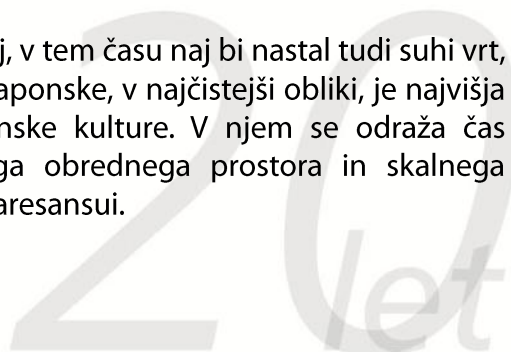 j, v tem času naj bi nastal tudi suhi vrt,
aponske, v najčistejši obliki, je najvišja
nske kulture. V njem se odraža čas
ga obrednega prostora in skalnega
aresansui.
20
let